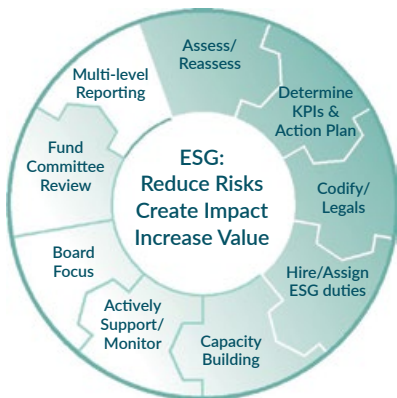 Assess/
Reassess
Determine
KPIs &
Action Plan
Codify/
Legals
Hire/Assign
ESG duties
Capacity
Building
Actively
Support/
Monitor
Board
Focus
Fund
Committee
Review
Multi-level
Reporting
ESG:
Reduce Risks
Create Impact
Increase Value